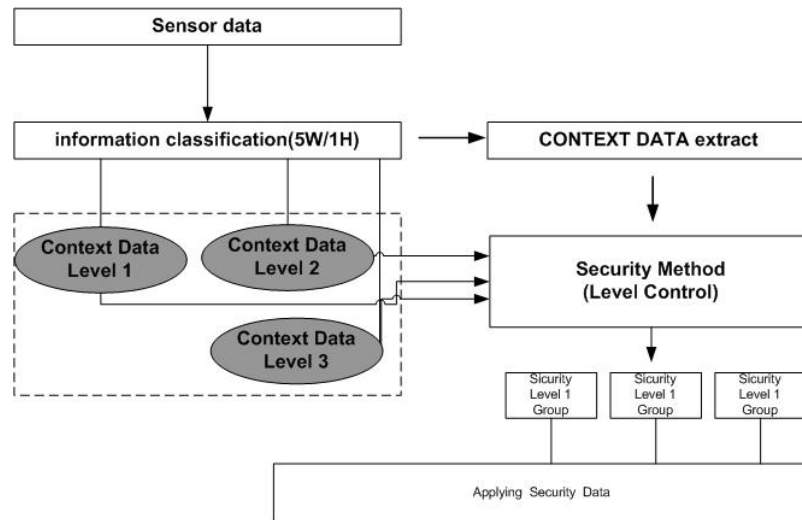 Sensor data
information classification(5W/1H)
CONTEXT DATA extract
Context Data
Level 1
Context Data
Level 2
Context Data
Level 3
Security Method
(Level Control)
Sicurity
Level 1
Group
Sicurity
Level 1
Group
Sicurity
Level 1
Group
Applying Security Data